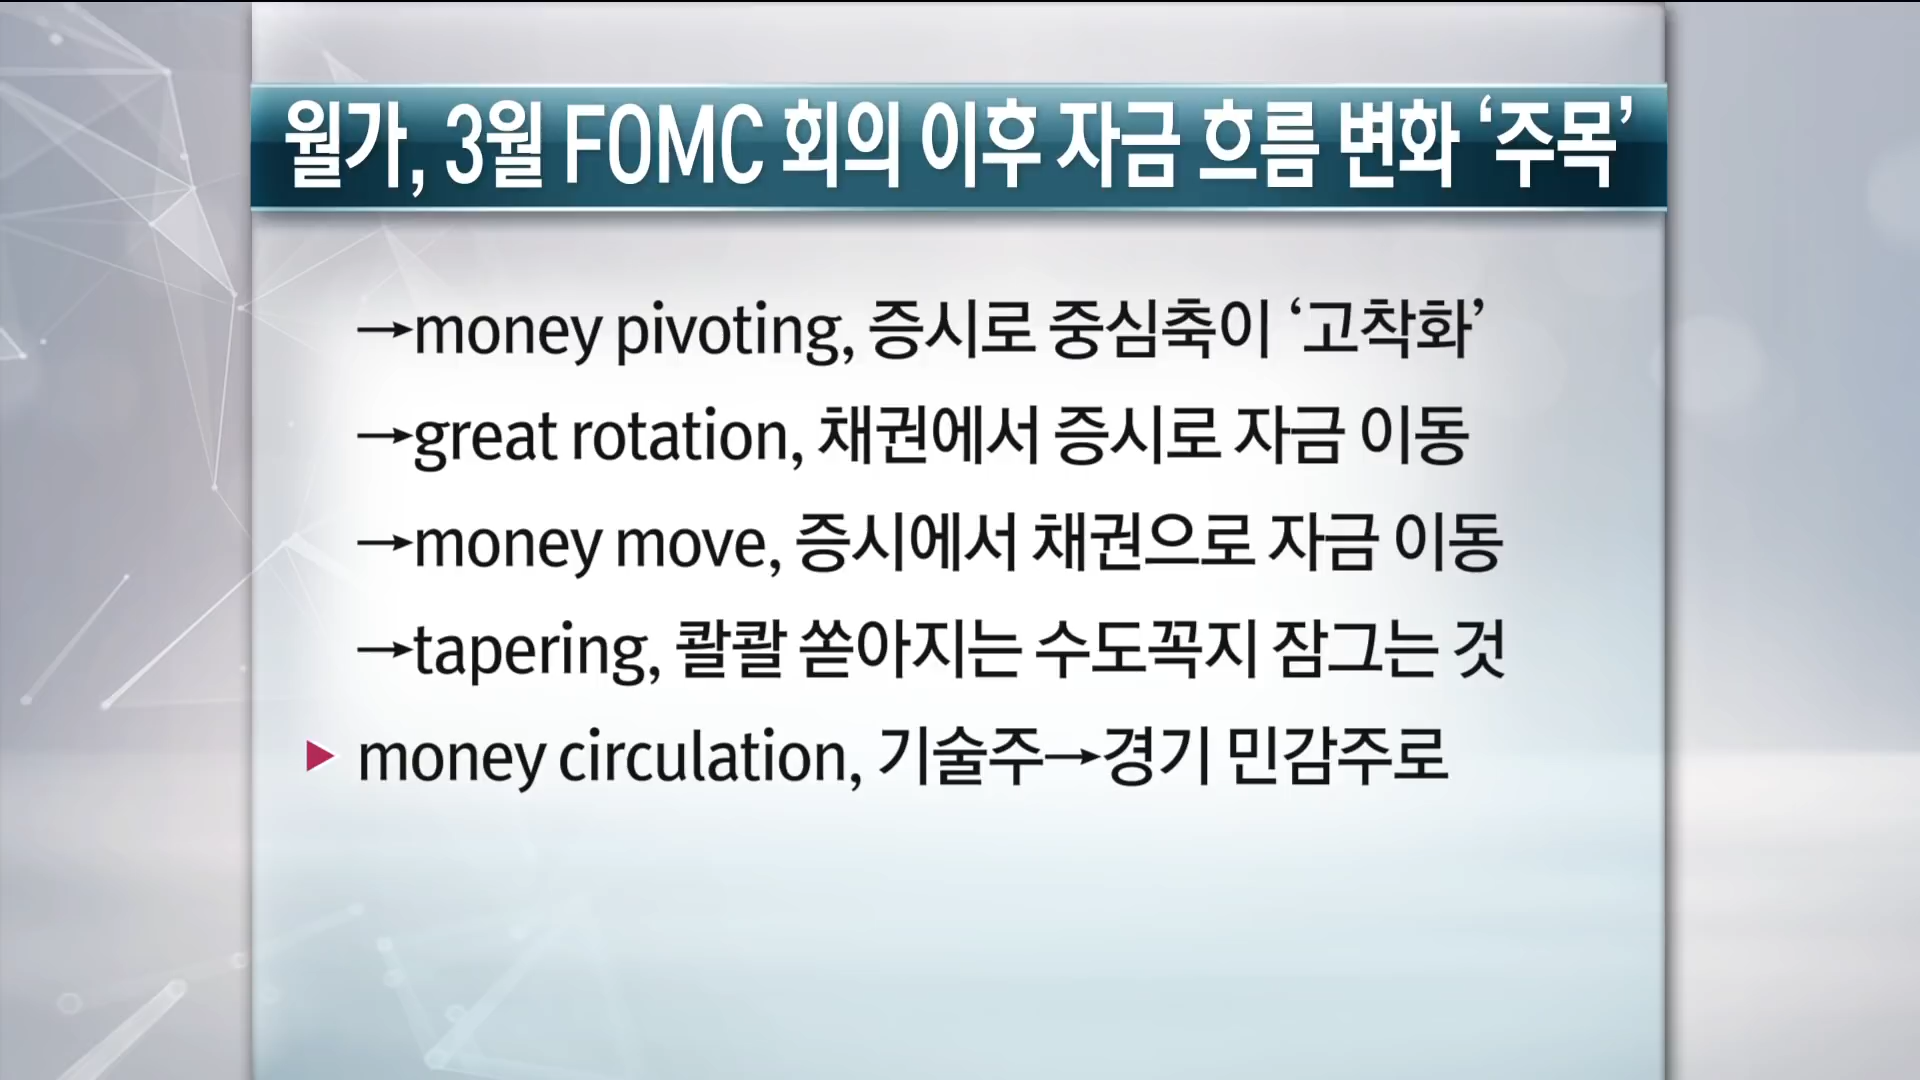 월가, 3월 FOMC 회의 이후 자금 흐름 변화 ‘주목’
→money pivoting, 증시로 중심축이 ‘고착화’
→great rotation, 채권에서 증시로 자금 이동
→money move, 증시에서 채권으로 자금 이동
→tapering, 콸콸 쏟아지는 수도꼭지 잠그는 것
▶ money circulation, 기술주→경기 민감주로